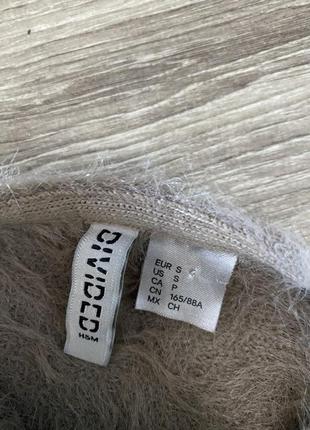 DIVIDED
H&M
EUR S
US S
CA P
CN 165/88A
MX CH